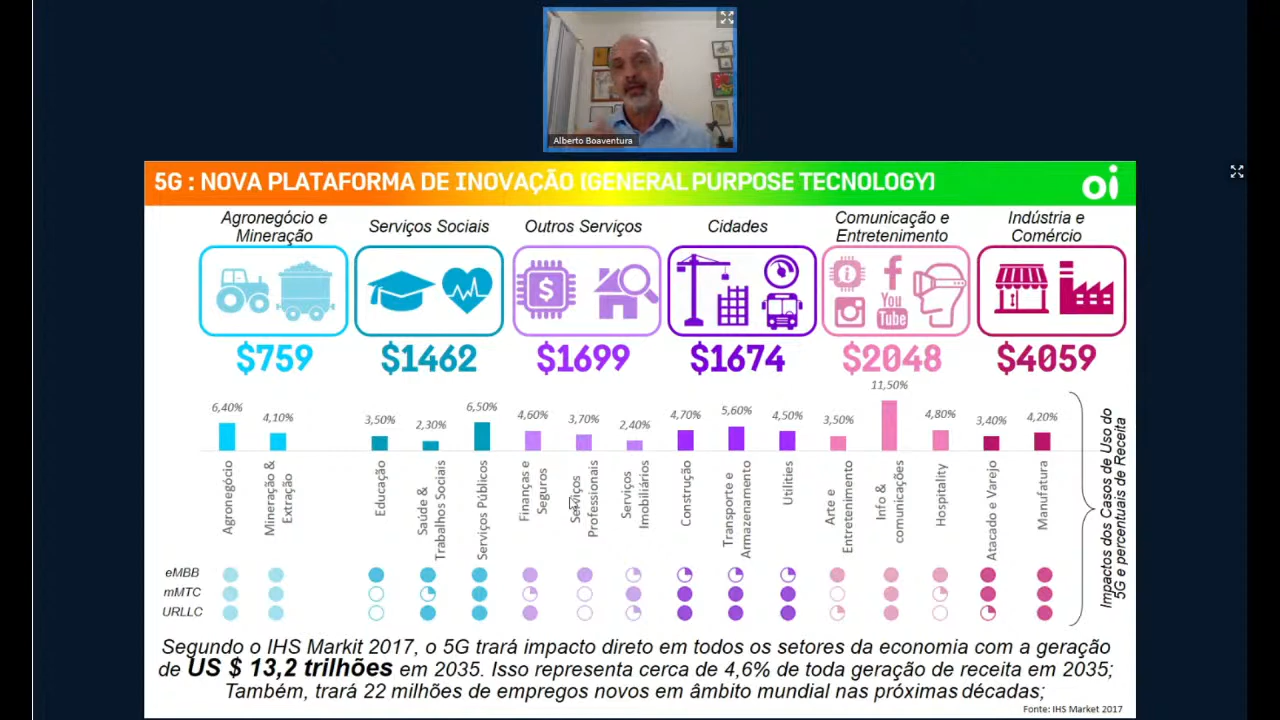 Alberto Boaventura
5G : NOVA PLATAFORMA DE INOVAÇÃO (GENERAL PURPOSE TECNOLOGY)
oi
Agronegócio e
Mineração
Serviços Sociais
Outros Serviços
Cidades
Comunicação e
Entretenimento
Indústria e
Comércio
$
i
f
You
Tube
$759
$1462
$1699
$1674
$2048
$4059
6,40%
4,10%
3,50%
2,30%
6,50%
4,60%
3,70%
2,40%
4,70%
5,60%
4,50%
3,50%
11,50%
4,80%
3,40%
4,20%
Agronegócio
Mineração &
Extração
Educação
Saúde &
Trabalhos Sociais
Serviços Públicos
Finanças e
Seguros
Serviços
Professionais
Serviços
Imobiliários
Construção
Transporte e
Armazenamento
Utilities
Arte e
Entretenimento
Info &
comunicações
Hospitality
Atacado e Varejo
Manufatura
Impactos dos Casos de Uso do
5G e percentuais de Receita
eMBB
mMTC
URLLC
Segundo o IHS Markit 2017, o 5G trará impacto direto em todos os setores da economia com a geração
de US $ 13,2 trilhões em 2035. Isso representa cerca de 4,6% de toda geração de receita em 2035;
Também, trará 22 milhões de empregos novos em âmbito mundial nas próximas décadas;
Fonte: IHS Market 2017